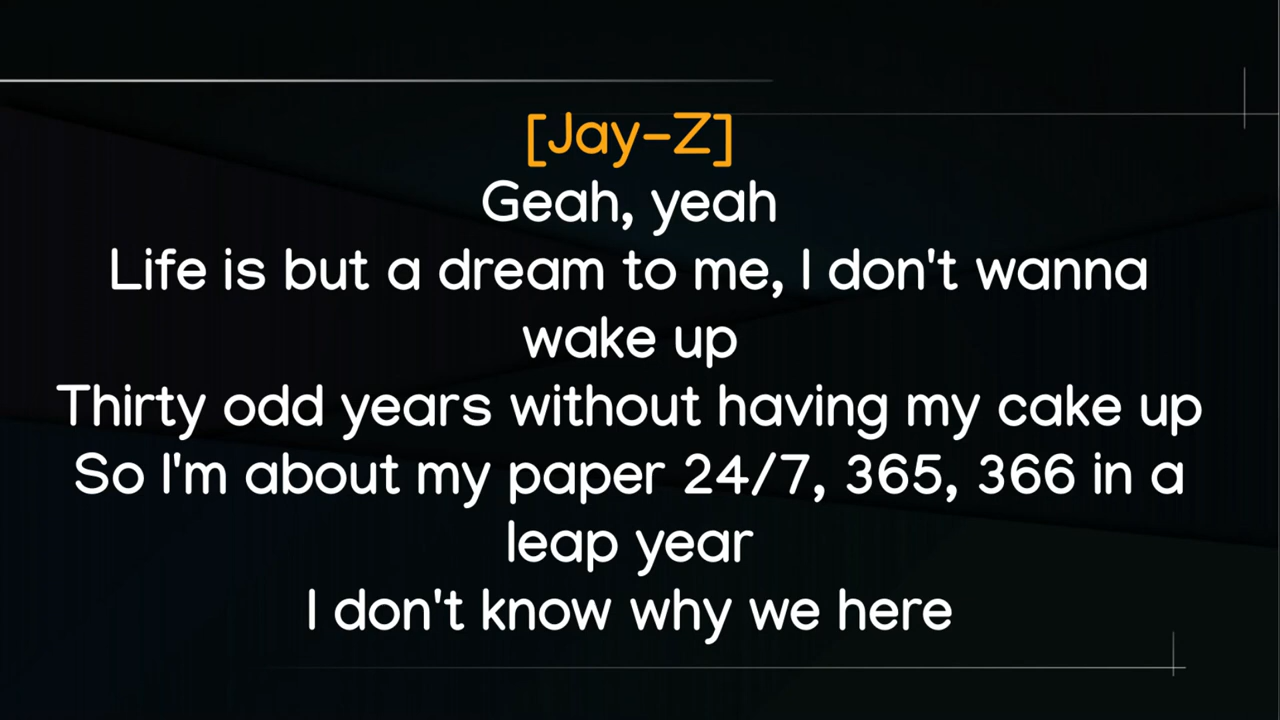 [Jay-Z]
Geah, yeah
Life is but a dream to me, I don't wanna
wake up
Thirty odd years without having my cake up
So I'm about my paper 24/7, 365, 366 in a
leap year
I don't know why we here